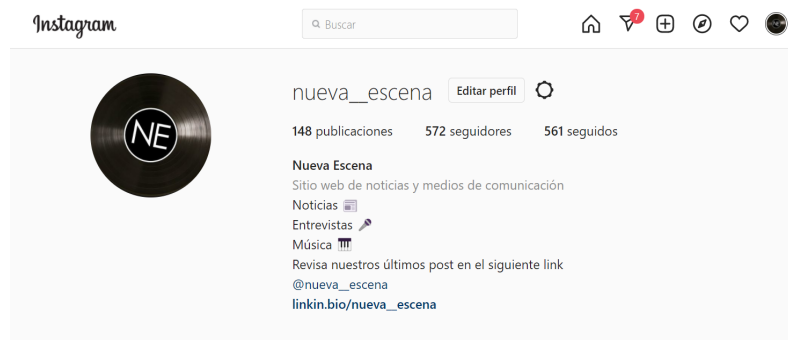 Instagram
Buscar
7
NE
nueva__escena Editar perfil
148 publicaciones 572 seguidores 561 seguidos
Nueva Escena
Sitio web de noticias y medios de comunicación
Noticias 📰
Entrevistas 🎤
Música 🎹
Revisa nuestros últimos post en el siguiente link
@nueva__escena
linkin.bio/nueva__escena